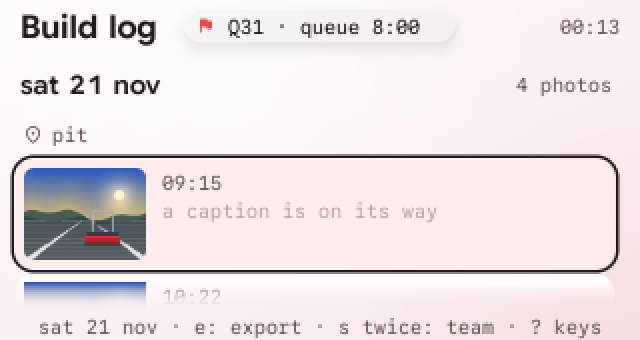 Build log
Q31 · queue 8:00
00:13
sat 21 nov
4 photos
pit
09:15
a caption is on its way
10:22
sat 21 nov · e: export · s twice: team · ? keys